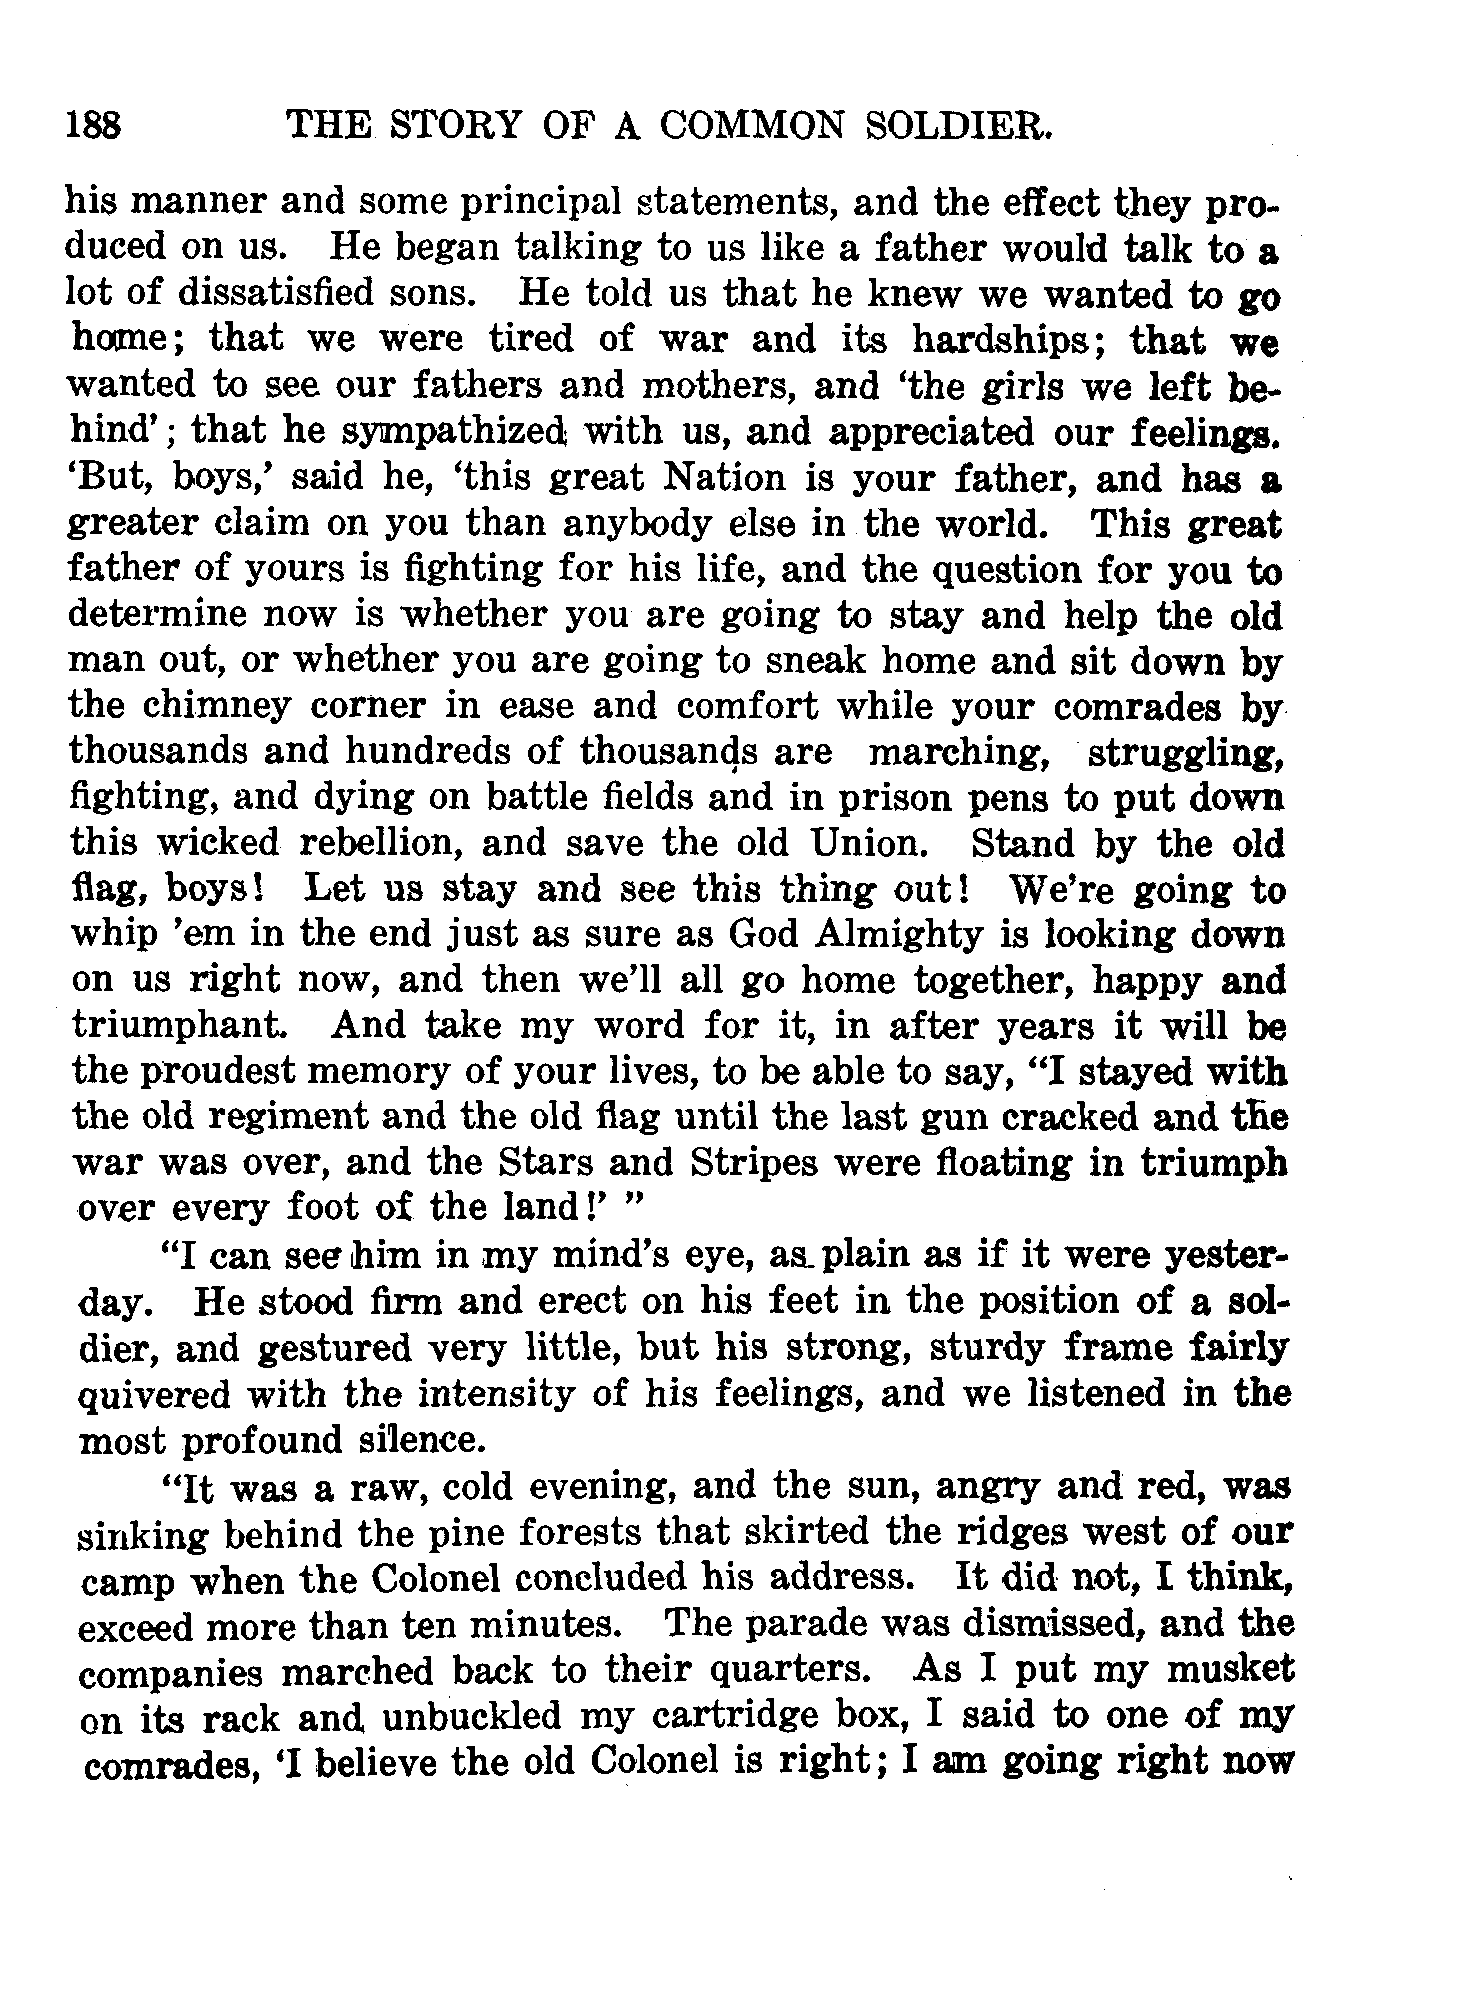 188 THE STORY OF A COMMON SOLDIER.
his manner and some principal statements, and the effect they pro-
duced on us. He began talking to us like a father would talk to a
lot of dissatisfied sons. He told us that he knew we wanted to go
home; that we were tired of war and its hardships; that we
wanted to see our fathers and mothers, and 'the girls we left be-
hind'; that he sympathized with us, and appreciated our feelings.
'But, boys,' said he, 'this great Nation is your father, and has a
greater claim on you than anybody else in the world. This great
father of yours is fighting for his life, and the question for you to
determine now is whether you are going to stay and help the old
man out, or whether you are going to sneak home and sit down by
the chimney corner in ease and comfort while your comrades by
thousands and hundreds of thousands are marching, struggling,
fighting, and dying on battle fields and in prison pens to put down
this wicked rebellion, and save the old Union. Stand by the old
flag, boys! Let us stay and see this thing out! We're going to
whip 'em in the end just as sure as God Almighty is looking down
on us right now, and then we'll all go home together, happy and
triumphant. And take my word for it, in after years it will be
the proudest memory of your lives, to be able to say, "I stayed with
the old regiment and the old flag until the last gun cracked and the
war was over, and the Stars and Stripes were floating in triumph
over every foot of the land!' "
"I can see him in my mind's eye, as plain as if it were yester-
day. He stood firm and erect on his feet in the position of a sol-
dier, and gestured very little, but his strong, sturdy frame fairly
quivered with the intensity of his feelings, and we listened in the
most profound silence.
"It was a raw, cold evening, and the sun, angry and red, was
sinking behind the pine forests that skirted the ridges west of our
camp when the Colonel concluded his address. It did not, I think,
exceed more than ten minutes. The parade was dismissed, and the
companies marched back to their quarters. As I put my musket
on its rack and unbuckled my cartridge box, I said to one of my
comrades, 'I believe the old Colonel is right; I am going right now